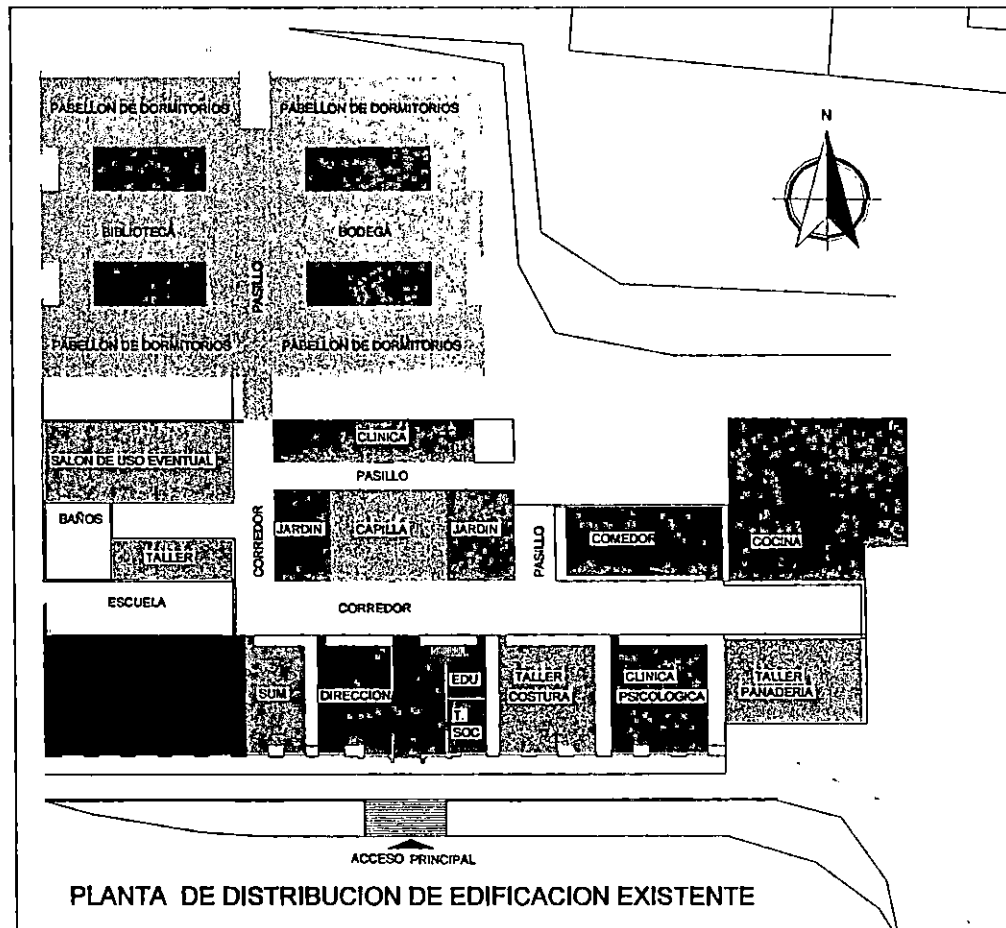 N
PABELLON DE DORMITORIOS
PABELLON DE DORMITORIOS
BIBLIOTECA
BODEGA
PASILLO
PABELLON DE DORMITORIOS
PABELLON DE DORMITORIOS
CLINICA
SALON DE USO EVENTUAL
PASILLO
BAÑOS
CORREDOR
JARDIN
CAPILLA
JARDIN
PASILLO
COMEDOR
COCINA
TALLER
ESCUELA
CORREDOR
SUM
DIRECCION
EDU
T.
SOC
TALLER
COSTURA
CLINICA
PSICOLOGICA
TALLER
PANADERIA
ACCESO PRINCIPAL
PLANTA DE DISTRIBUCION DE EDIFICACION EXISTENTE